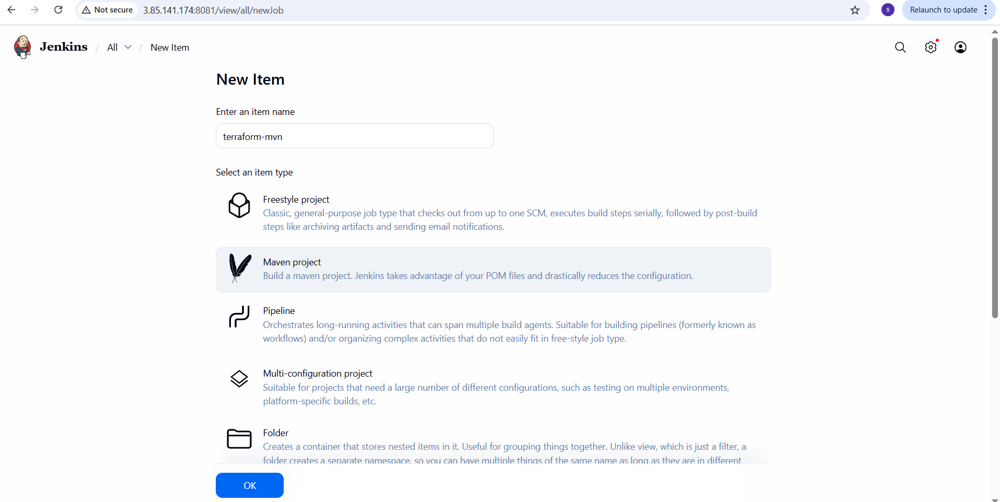 Not secure 3.85.141.174:8081/view/all/newJob S Relaunch to update
Jenkins / All / New Item
New Item
Enter an item name
terraform-mvn
Select an item type
Freestyle project
Classic, general-purpose job type that checks out from up to one SCM, executes build steps serially, followed by post-build
steps like archiving artifacts and sending email notifications.
Maven project
Build a maven project. Jenkins takes advantage of your POM files and drastically reduces the configuration.
Pipeline
Orchestrates long-running activities that can span multiple build agents. Suitable for building pipelines (formerly known as
workflows) and/or organizing complex activities that do not easily fit in free-style job type.
Multi-configuration project
Suitable for projects that need a large number of different configurations, such as testing on multiple environments,
platform-specific builds, etc.
Folder
Creates a container that stores nested items in it. Useful for grouping things together. Unlike view, which is just a filter, a
folder creates a separate namespace, so you can have multiple things of the same name as long as they are in different
OK